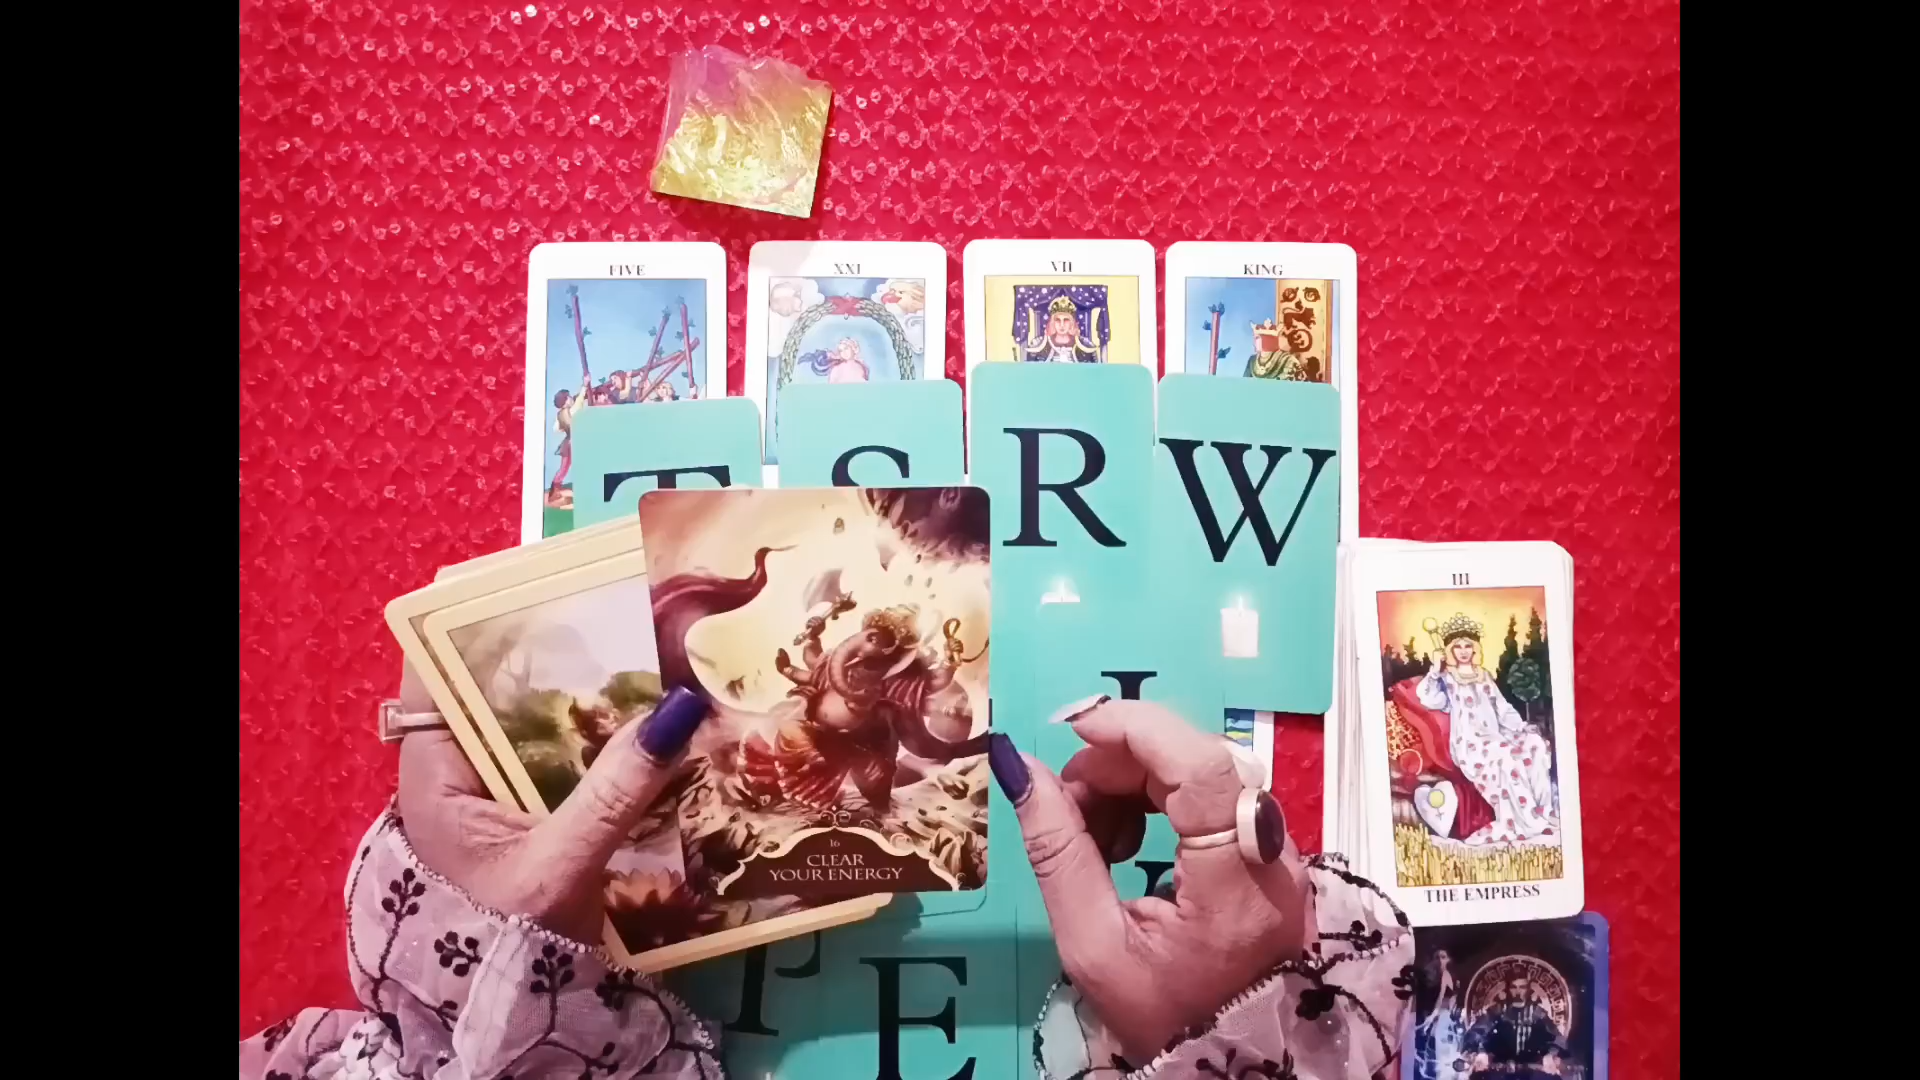 FIVE
XXI
VII
KING
T
S
R
W
III
THE EMPRESS
16
CLEAR
YOUR ENERGY
P
E